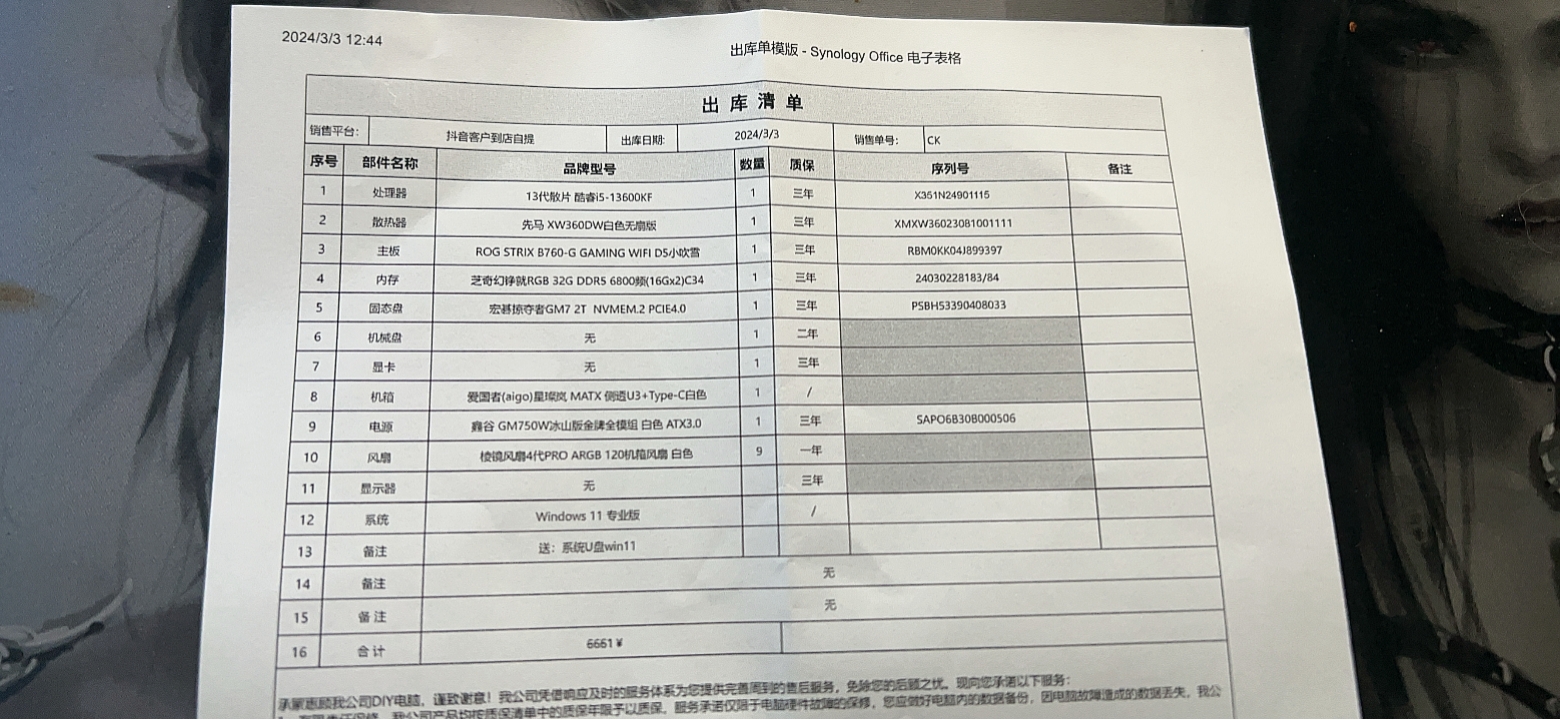 2024/3/3 12:44
出库单模版 - Synology Office 电子表格
出库清单
销售平台: 抖音客户到店自提 出库日期: 2024/3/3 销售单号: CK
序号 部件名称 品牌型号 数量 质保 序列号 备注
1 处理器 13代散片 酷睿i5-13600KF 1 三年 X351N24901115
2 散热器 先马 XW360DW白色无扇版 1 三年 XMXW36023081001111
3 主板 ROG STRIX B760-G GAMING WIFI D5小吹雪 1 三年 RBM0KK04J899397
4 内存 芝奇幻锋戟RGB 32G DDR5 6800频(16Gx2)C34 1 三年 24030228183/84
5 固态盘 宏碁掠夺者GM7 2T NVMEM.2 PCIE4.0 1 三年 PSBH53390408033
6 机械盘 无 1 二年
7 显卡 无 1 三年
8 机箱 爱国者(aigo)星璨岚 MATX 侧透U3+Type-C白色 1 /
9 电源 鑫谷 GM750W冰山版金牌全模组 白色 ATX3.0 1 三年 SAPO6B30B000506
10 风扇 棱镜风扇4代PRO ARGB 120机箱风扇 白色 9 一年
11 显示器 无 三年
12 系统 Windows 11 专业版 /
13 备注 送：系统U盘win11
14 备注 无
15 备注 无
16 合计 6661¥
承蒙惠顾我公司DIY电脑，谨致谢意！我公司凭借响应及时的服务体系为您提供完善周到的售后服务，免除您的后顾之忧。现向您承诺以下服务：
我公司产品均按质保清单中的质保年限予以质保。服务承诺仅限于电脑硬件故障的保修，您应做好电脑内的数据备份，因电脑故障造成的数据丢失，我公